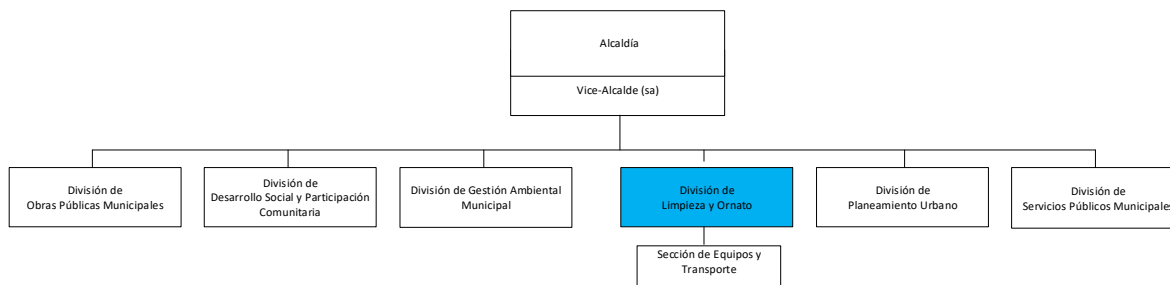 Alcaldía
Vice-Alcalde (sa)
División de
Obras Públicas Municipales
División de
Desarrollo Social y Participación
Comunitaria
División de Gestión Ambiental
Municipal
División de
Limpieza y Ornato
División de
Planeamiento Urbano
División de
Servicios Públicos Municipales
Sección de Equipos y
Transporte